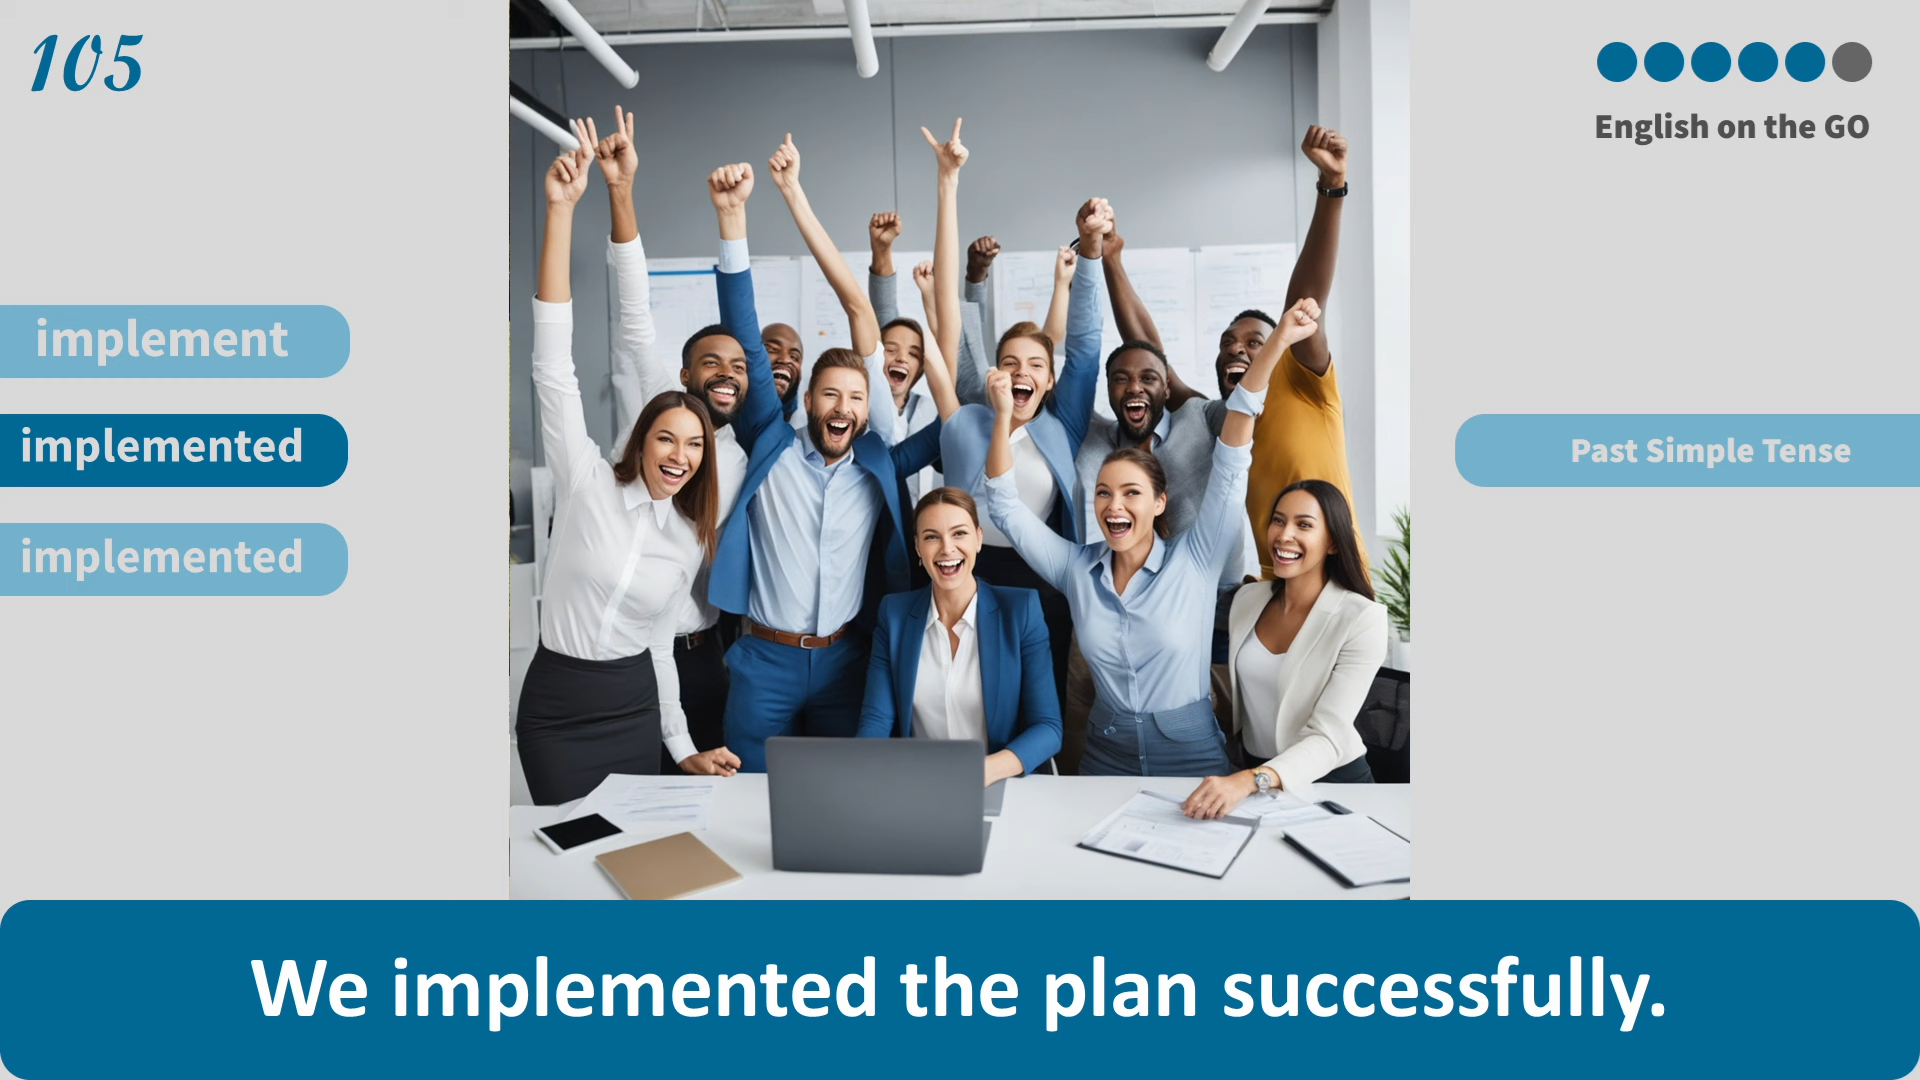 105
English on the GO
implement
implemented
implemented
Past Simple Tense
We implemented the plan successfully.